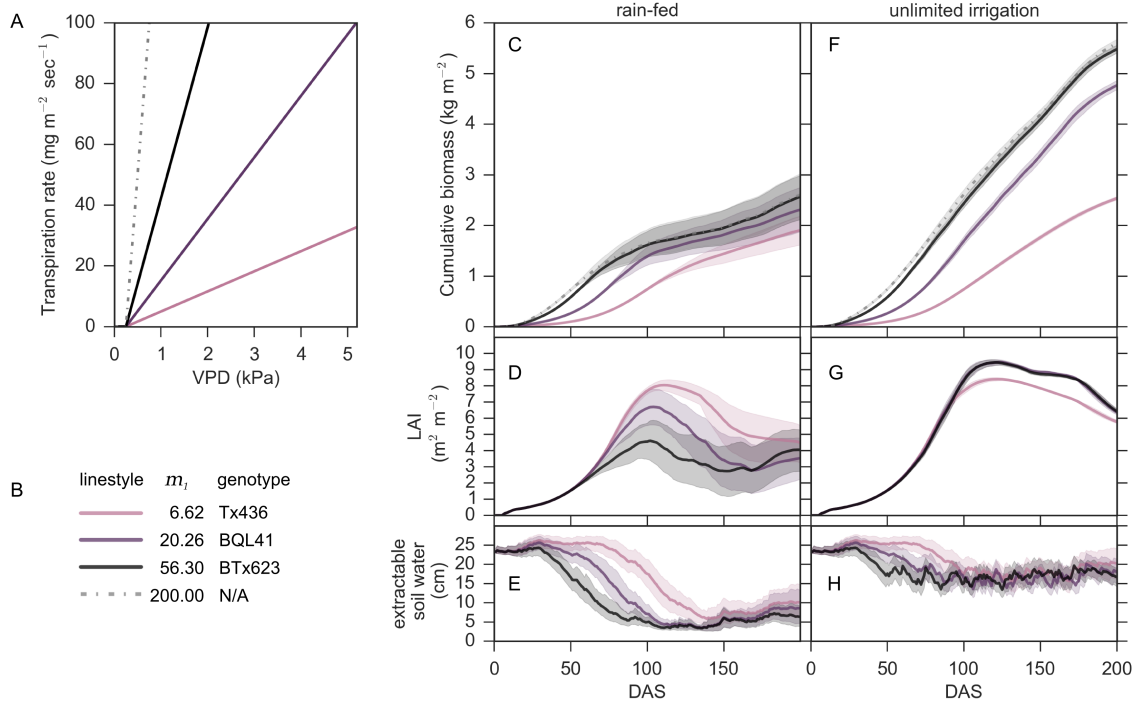 rain-fed
unlimited irrigation
A
100
80
60
40
20
0
Transpiration rate (mg m⁻² sec⁻¹)
0 1 2 3 4 5
VPD (kPa)
B
linestyle m₁ genotype
6.62 Tx436
20.26 BQL41
56.30 BTx623
200.00 N/A
C
6
5
4
3
2
1
0
Cumulative biomass (kg m⁻²)
F
D
10
9
8
7
6
5
4
3
2
1
0
LAI
(m² m⁻²)
G
E
25
20
15
10
5
0
extractable
soil water
(cm)
H
0 50 100 150
DAS
0 50 100 150 200
DAS